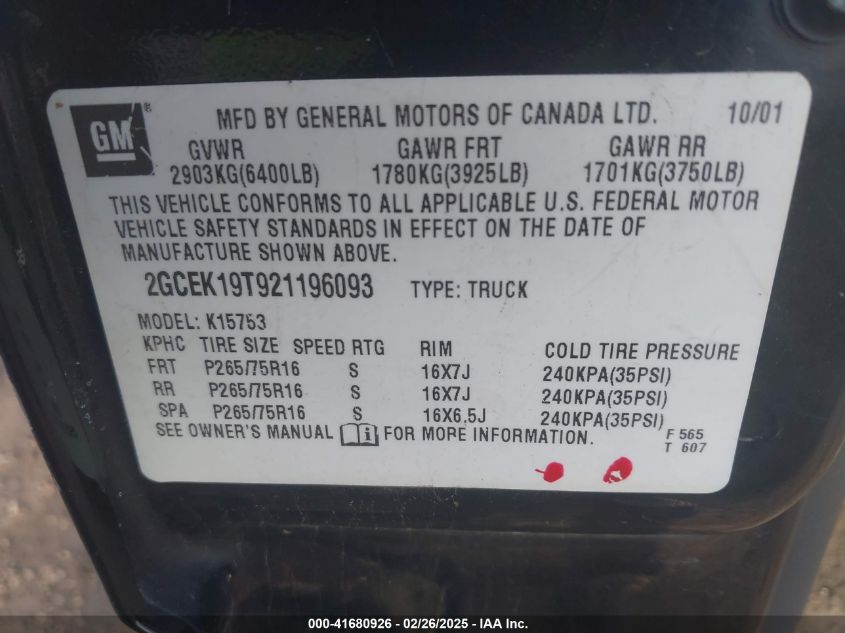 GM®
MFD BY GENERAL MOTORS OF CANADA LTD. 10/01
GVWR GAWR FRT GAWR RR
2903KG(6400LB) 1780KG(3925LB) 1701KG(3750LB)
THIS VEHICLE CONFORMS TO ALL APPLICABLE U.S. FEDERAL MOTOR
VEHICLE SAFETY STANDARDS IN EFFECT ON THE DATE OF
MANUFACTURE SHOWN ABOVE.
2GCEK19T921196093 TYPE: TRUCK
MODEL: K15753
KPHC TIRE SIZE SPEED RTG RIM COLD TIRE PRESSURE
FRT P265/75R16 S 16X7J 240KPA(35PSI)
RR P265/75R16 S 16X7J 240KPA(35PSI)
SPA P265/75R16 S 16X6.5J 240KPA(35PSI)
SEE OWNER'S MANUAL i FOR MORE INFORMATION.
F 565
T 607
000-41680926 - 02/26/2025 - IAA Inc.